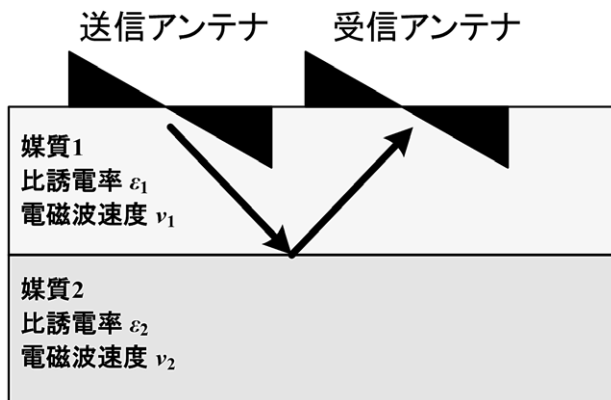 送信アンテナ 受信アンテナ
媒質1
比誘電率 ε₁
電磁波速度 v₁
媒質2
比誘電率 ε₂
電磁波速度 v₂